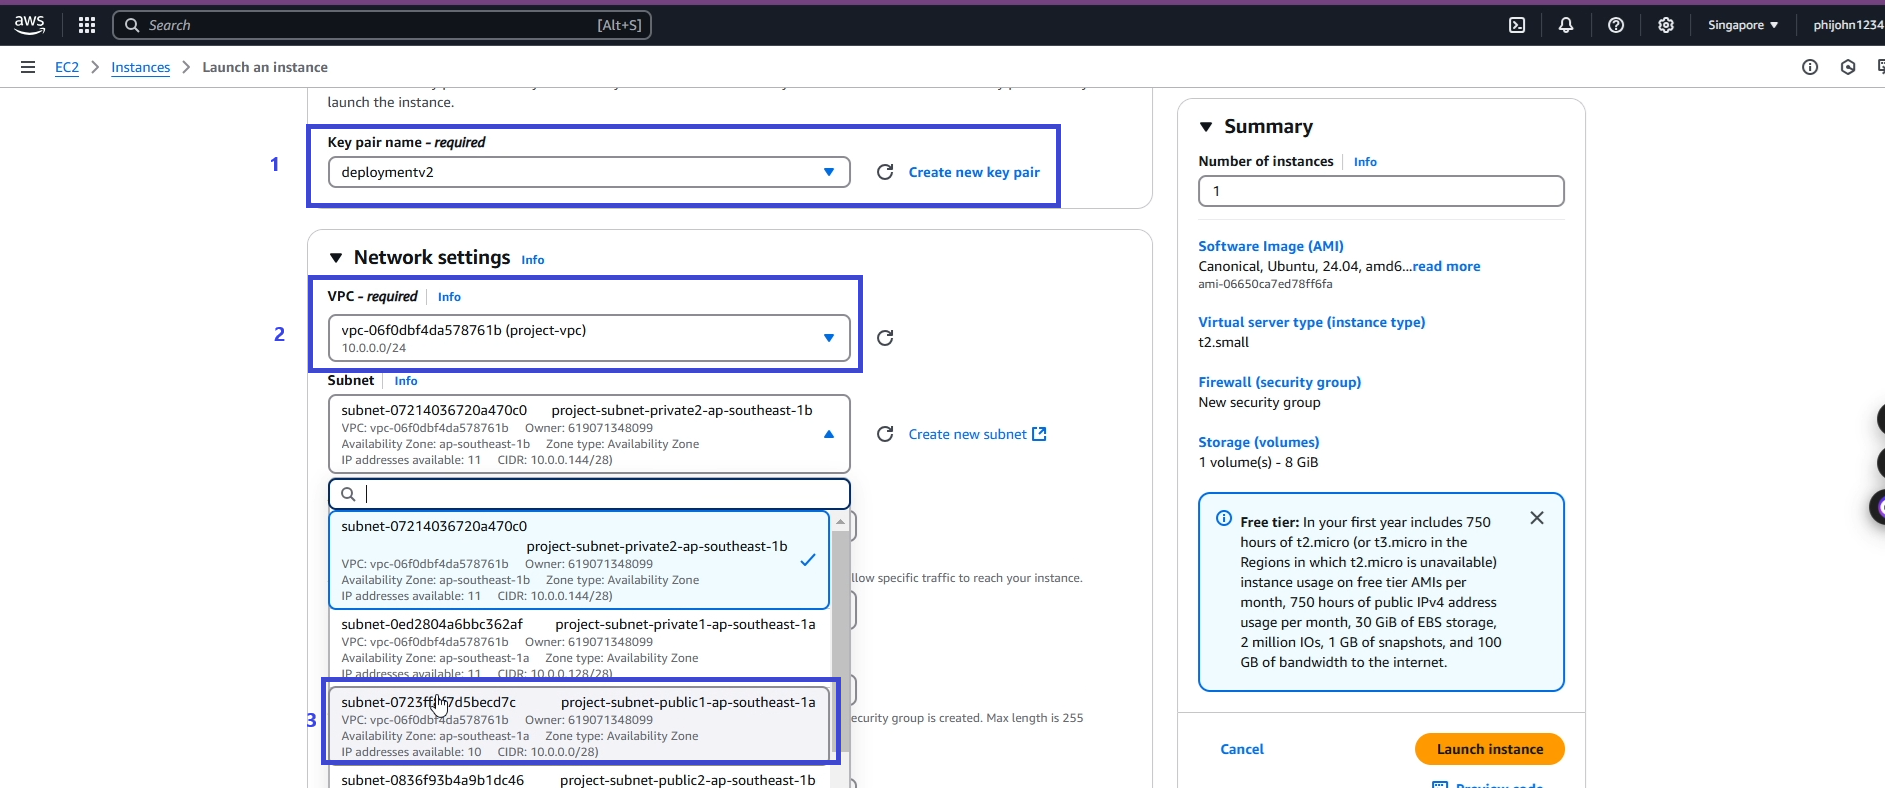 aws
Search
[Alt+S]
Singapore
phijohn1234
EC2
Instances
Launch an instance
launch the instance.
1
Key pair name - required
deploymentv2
Create new key pair
Network settings Info
2
VPC - required Info
vpc-06f0dbf4da578761b (project-vpc)
10.0.0.0/24
Subnet Info
subnet-07214036720a470c0 project-subnet-private2-ap-southeast-1b
VPC: vpc-06f0dbf4da578761b Owner: 619071348099
Availability Zone: ap-southeast-1b Zone type: Availability Zone
IP addresses available: 11 CIDR: 10.0.0.144/28)
Create new subnet
subnet-07214036720a470c0
project-subnet-private2-ap-southeast-1b
VPC: vpc-06f0dbf4da578761b Owner: 619071348099
Availability Zone: ap-southeast-1b Zone type: Availability Zone
IP addresses available: 11 CIDR: 10.0.0.144/28)
llow specific traffic to reach your instance.
subnet-0ed2804a6bbc362af project-subnet-private1-ap-southeast-1a
VPC: vpc-06f0dbf4da578761b Owner: 619071348099
Availability Zone: ap-southeast-1a Zone type: Availability Zone
IP addresses available: 11 CIDR: 10.0.0.128/28)
3
project-subnet-public1-ap-southeast-1a
VPC: vpc-06f0dbf4da578761b Owner: 619071348099
Availability Zone: ap-southeast-1a Zone type: Availability Zone
IP addresses available: 10 CIDR: 10.0.0.0/28)
ecurity group is created. Max length is 255
subnet-0836f93b4a9b1dc46 project-subnet-public2-ap-southeast-1b
Summary
Number of instances Info
1
Software Image (AMI)
Canonical, Ubuntu, 24.04, amd6...read more
ami-06650ca7ed78ff6fa
Virtual server type (instance type)
t2.small
Firewall (security group)
New security group
Storage (volumes)
1 volume(s) - 8 GiB
Free tier: In your first year includes 750
hours of t2.micro (or t3.micro in the
Regions in which t2.micro is unavailable)
instance usage on free tier AMIs per
month, 750 hours of public IPv4 address
usage per month, 30 GiB of EBS storage,
2 million IOs, 1 GB of snapshots, and 100
GB of bandwidth to the internet.
Cancel
Launch instance
Preview code